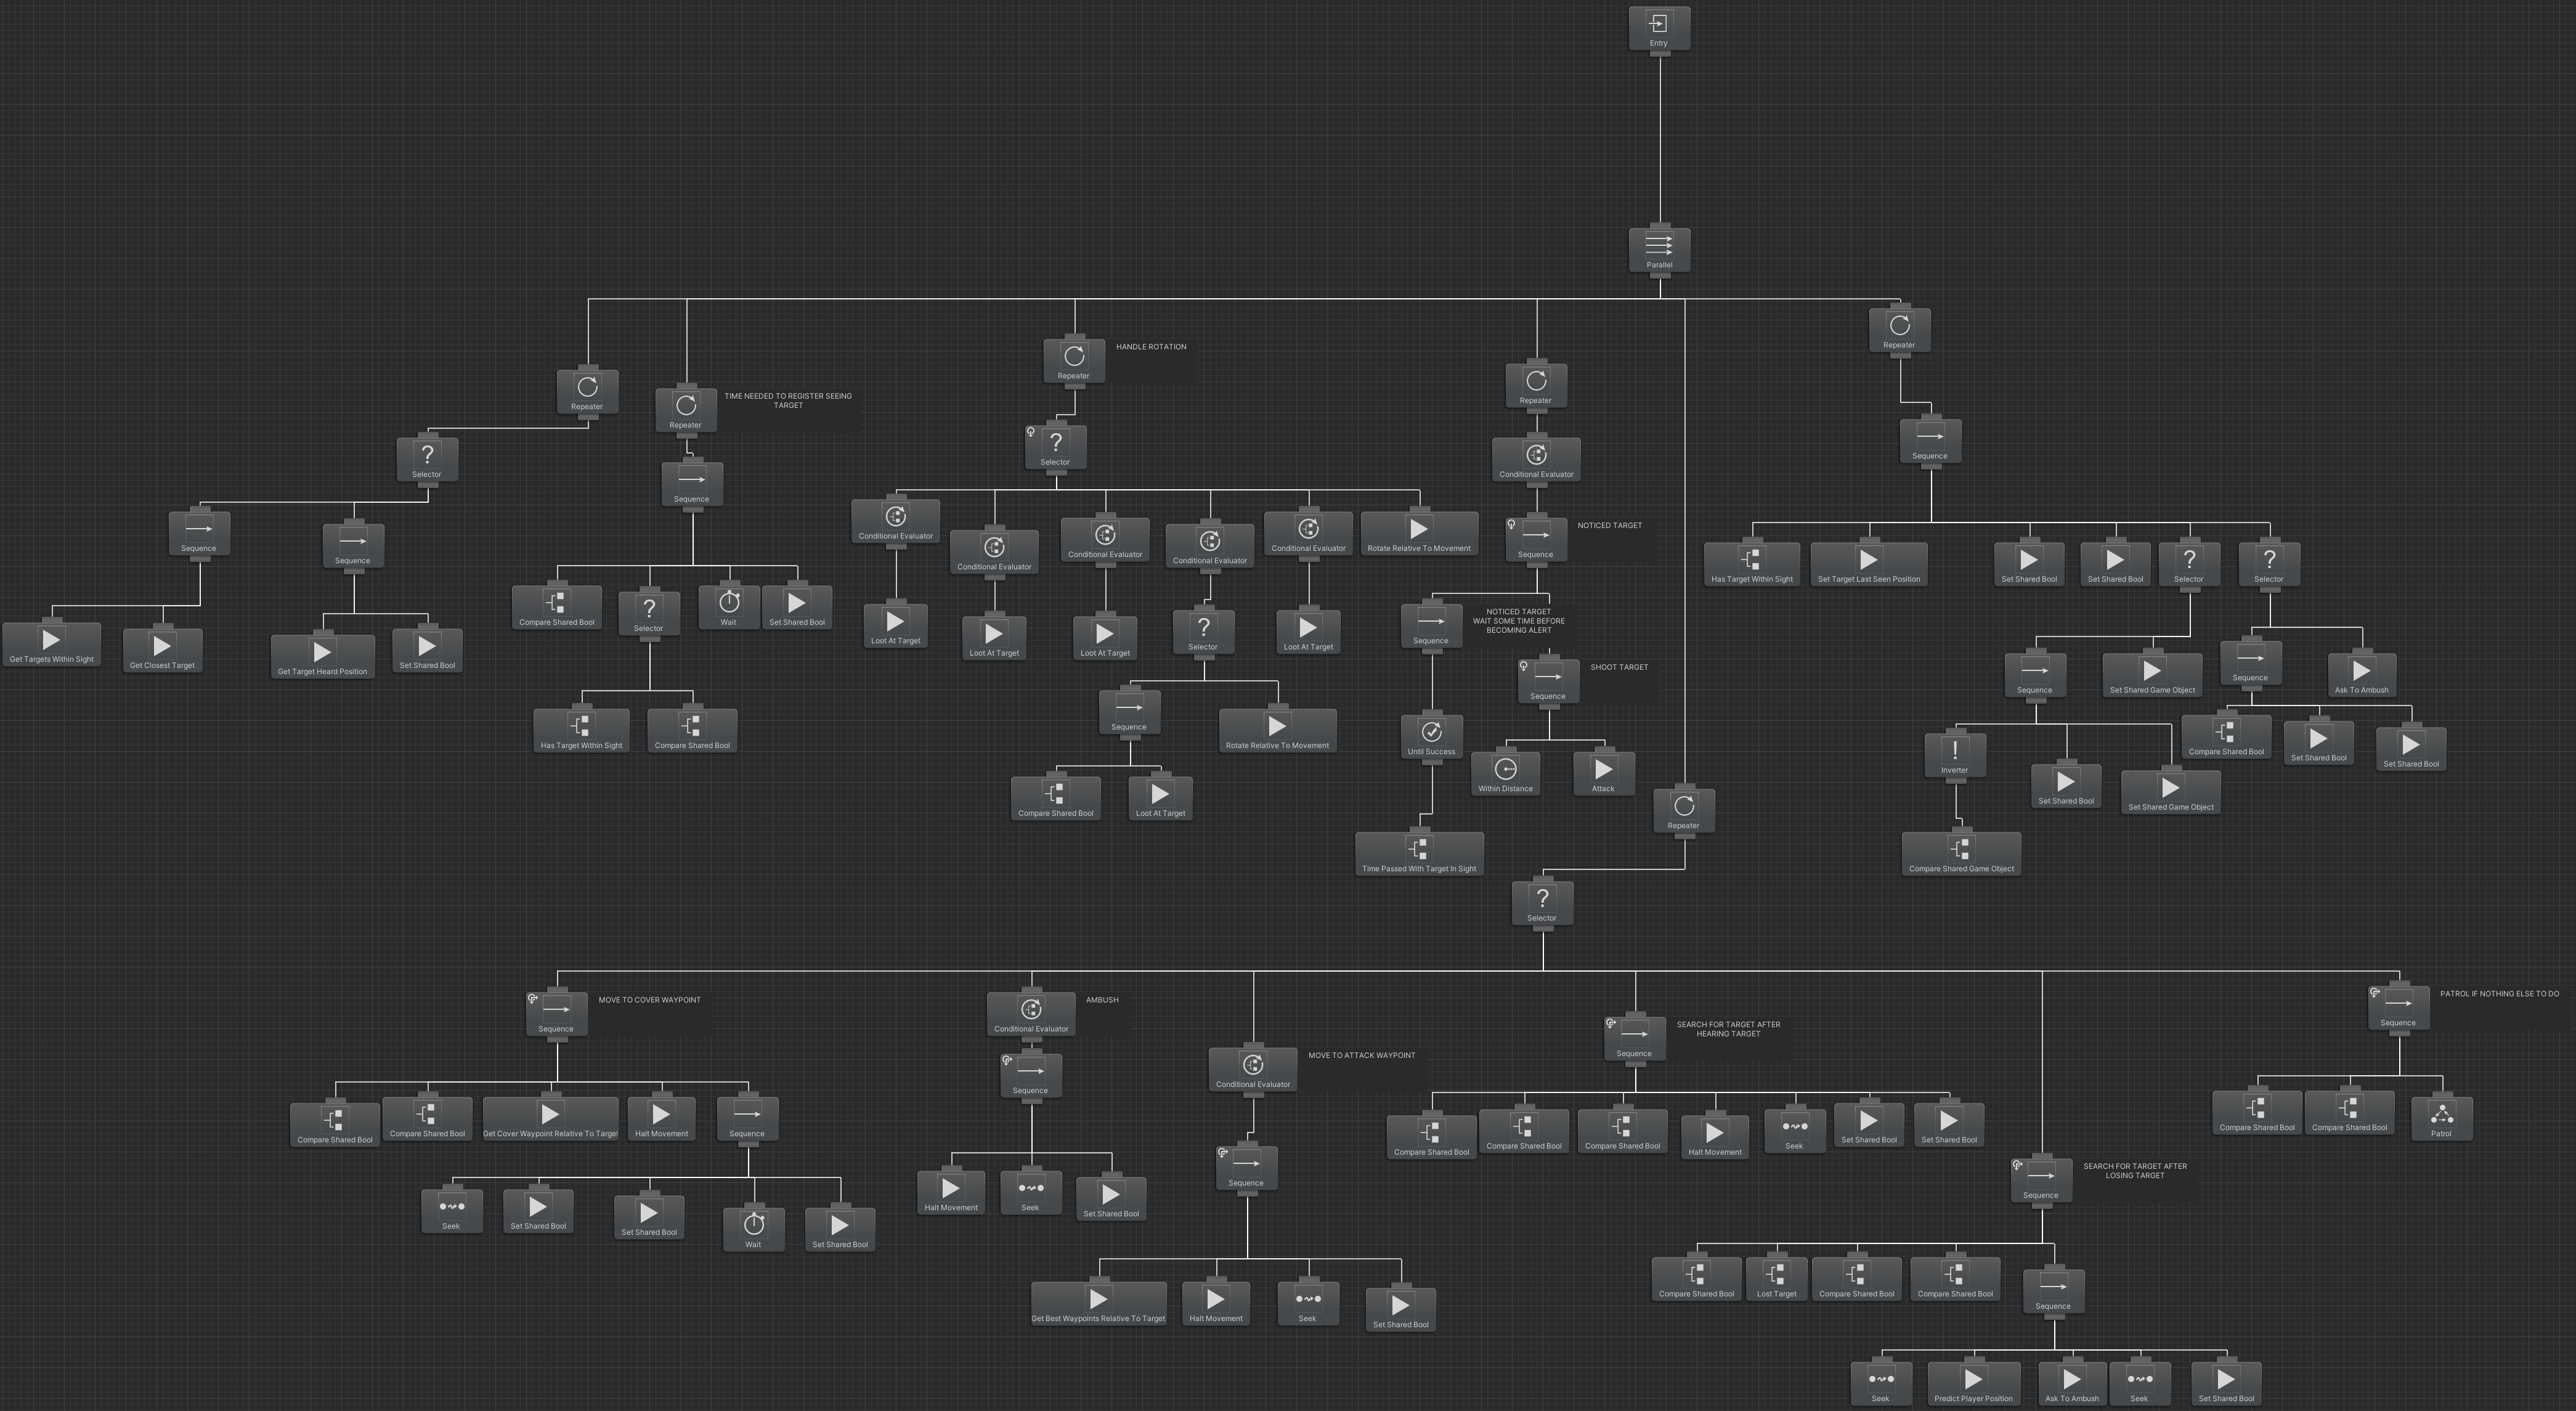 Entry
Parallel
Repeater
HANDLE ROTATION
Repeater
Repeater
Repeater
TIME NEEDED TO REGISTER SEEING
TARGET
Repeater
Selector
Sequence
Selector
Conditional Evaluator
Sequence
Sequence
Sequence
Conditional Evaluator
Conditional Evaluator
Conditional Evaluator
Conditional Evaluator
Conditional Evaluator
Rotate Relative To Movement
Sequence
NOTICED TARGET
Has Target Within Sight
Set Target Last Seen Position
Set Shared Bool
Set Shared Bool
Selector
Selector
Get Targets Within Sight
Get Closest Target
Get Target Heard Position
Set Shared Bool
Compare Shared Bool
Selector
Wait
Set Shared Bool
Loot At Target
Loot At Target
Loot At Target
Selector
Loot At Target
Sequence
NOTICED TARGET
WAIT SOME TIME BEFORE
BECOMING ALERT
Sequence
SHOOT TARGET
Sequence
Set Shared Game Object
Sequence
Ask To Ambush
Has Target Within Sight
Compare Shared Bool
Sequence
Rotate Relative To Movement
Until Success
Within Distance
Attack
Inverter
Set Shared Bool
Set Shared Game Object
Compare Shared Bool
Set Shared Bool
Set Shared Bool
Compare Shared Bool
Loot At Target
Repeater
Time Passed With Target In Sight
Compare Shared Game Object
Selector
Sequence
MOVE TO COVER WAYPOINT
Conditional Evaluator
AMBUSH
Sequence
SEARCH FOR TARGET AFTER
HEARING TARGET
Sequence
PATROL IF NOTHING ELSE TO DO
Sequence
Conditional Evaluator
MOVE TO ATTACK WAYPOINT
Compare Shared Bool
Compare Shared Bool
Get Cover Waypoint Relative To Target
Halt Movement
Sequence
Compare Shared Bool
Compare Shared Bool
Compare Shared Bool
Halt Movement
Seek
Set Shared Bool
Set Shared Bool
Compare Shared Bool
Compare Shared Bool
Patrol
Sequence
Sequence
SEARCH FOR TARGET AFTER
LOSING TARGET
Seek
Set Shared Bool
Set Shared Bool
Wait
Set Shared Bool
Halt Movement
Seek
Set Shared Bool
Get Best Waypoints Relative To Target
Halt Movement
Seek
Set Shared Bool
Compare Shared Bool
Lost Target
Compare Shared Bool
Compare Shared Bool
Sequence
Seek
Predict Player Position
Ask To Ambush
Seek
Set Shared Bool